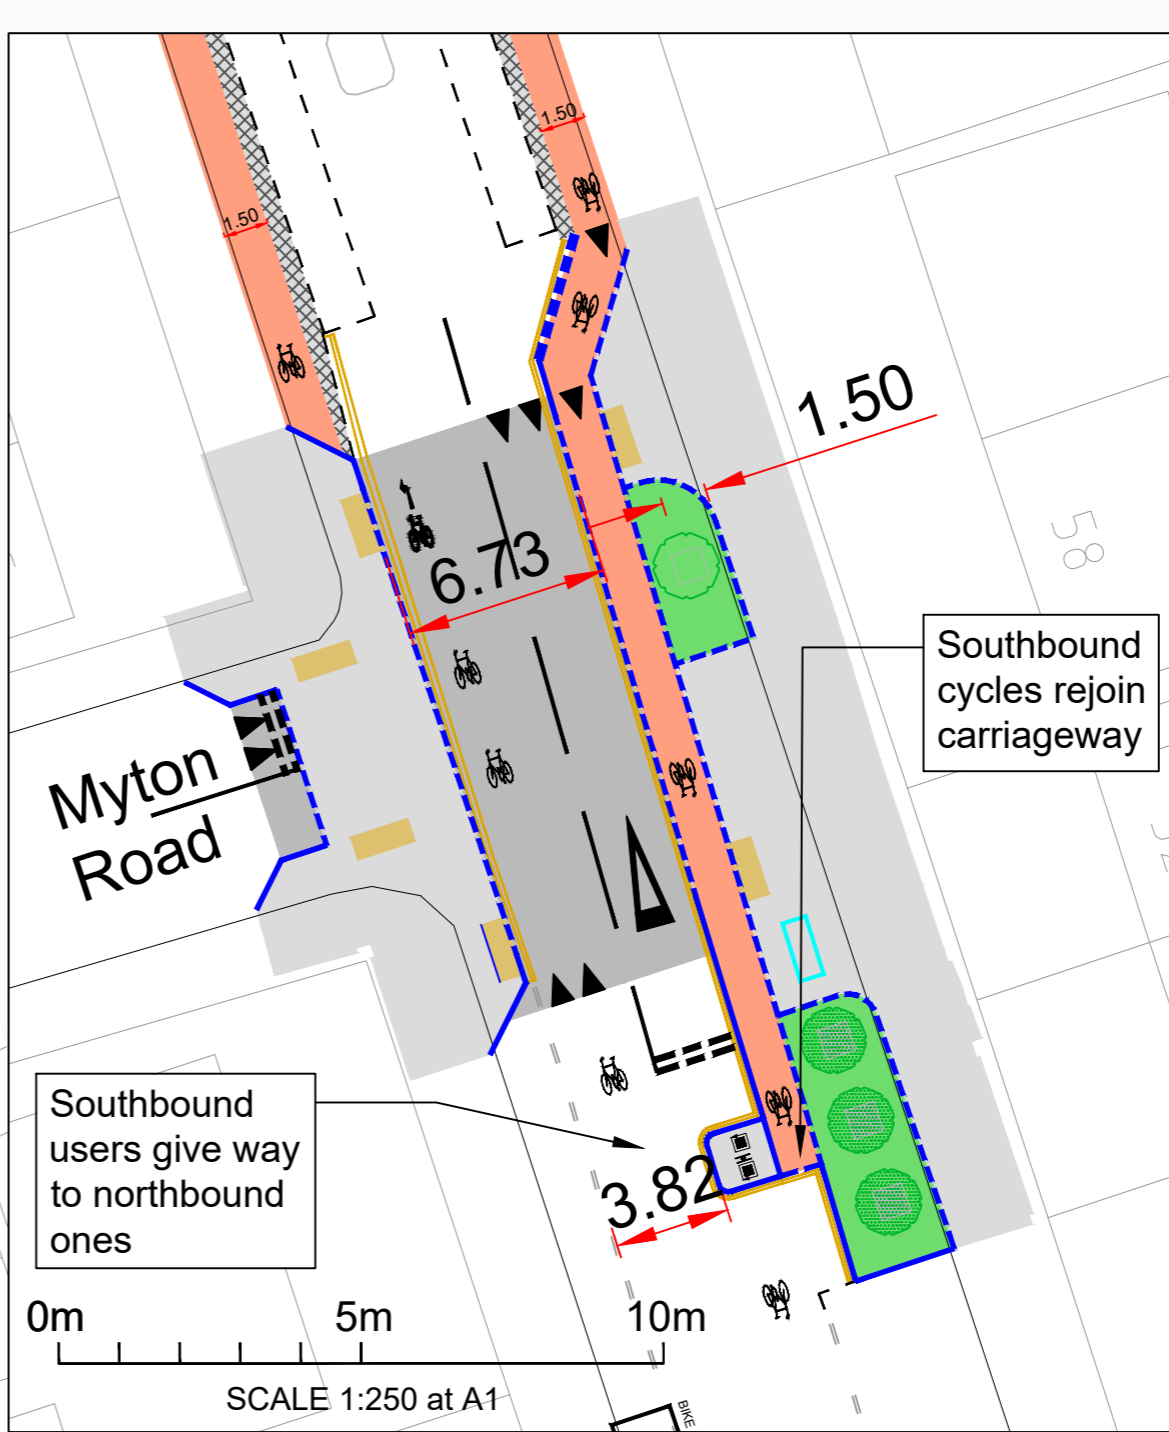 1.50
1.50
1.50
6.73
58
Southbound
cycles rejoin
carriageway
Myton
Road
Southbound
users give way
to northbound
ones
3.82
0m 5m 10m
SCALE 1:250 at A1
BIKE